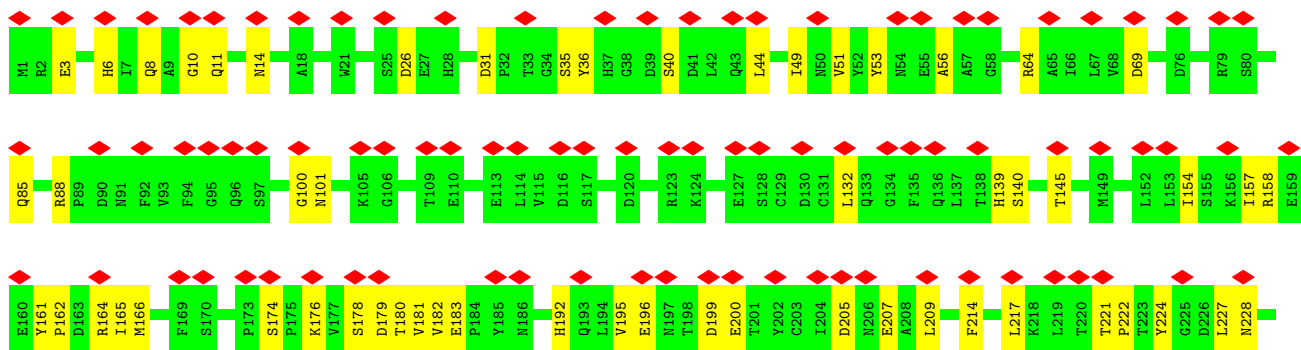 M1 R2 E3 H6 I7 Q8 A9 G10 Q11 N14 A18 W21 S25 D26 E27 H28 D31 P32 T33 G34 S35 Y36 H37 G38 D39 S40 D41 L42 Q43 L44 I49 N50 V51 Y52 Y53 N54 E55 A56 A57 G58 R64 A65 I66 L67 V68 D69 D76 R79 S80
Q85 R88 P89 D90 N91 F92 V93 F94 G95 Q96 S97 G100 N101 K105 G106 T109 E110 E113 L114 V115 D116 S117 D120 R123 K124 E127 S128 C129 D130 C131 L132 Q133 G134 F135 Q136 L137 T138 H139 S140 T145 M149 L152 L153 I154 S155 K156 I157 R158 E159
E160 Y161 P162 D163 R164 I165 M166 F169 S170 P173 S174 P175 K176 V177 S178 D179 T180 V181 V182 E183 P184 Y185 N186 H192 Q193 L194 V195 E196 N197 T198 D199 E200 T201 Y202 C203 I204 D205 N206 E207 A208 L209 F214 L217 K218 L219 T220 T221 P222 T223 Y224 G225 D226 L227 N228